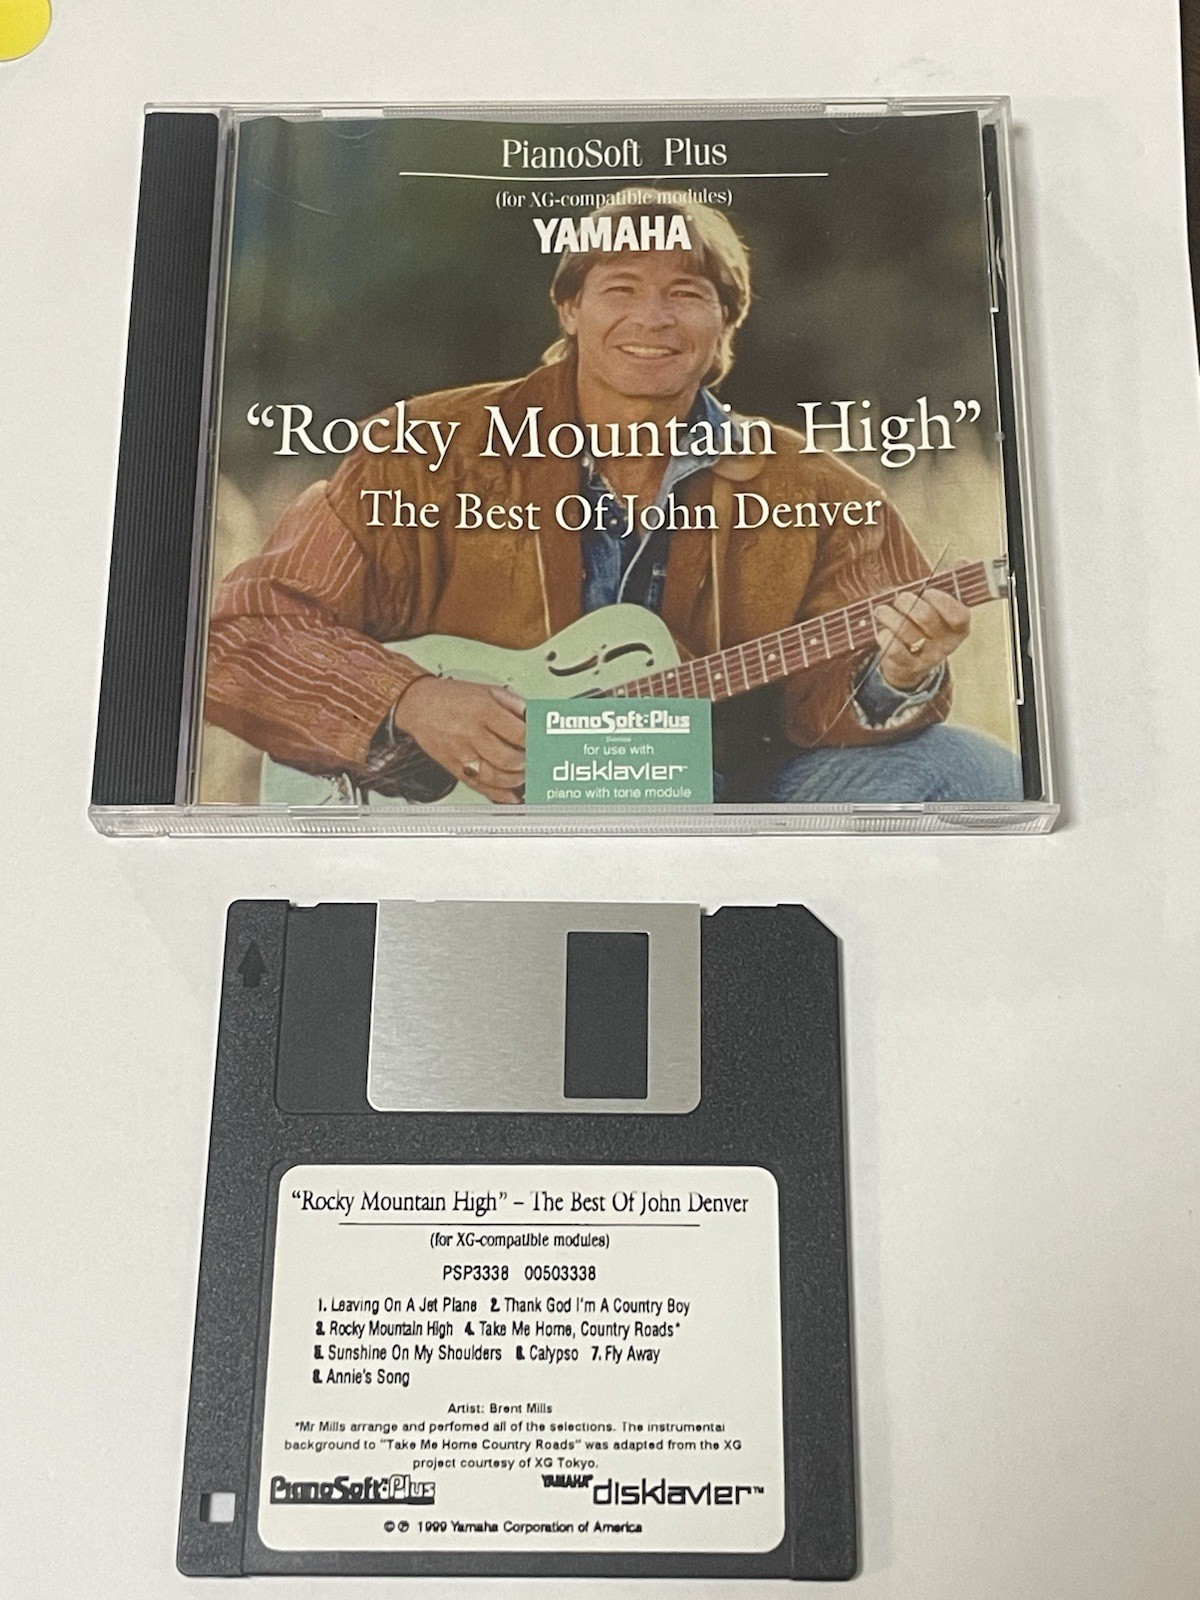 PianoSoft Plus
(for XG-compatible modules)
YAMAHA
“Rocky Mountain High”
The Best Of John Denver
PianoSoft·Plus
Series
for use with
disklavier™
piano with tone module
“Rocky Mountain High” – The Best Of John Denver
(for XG-compatible modules)
PSP3338 00503338
1. Leaving On A Jet Plane 2. Thank God I'm A Country Boy
3. Rocky Mountain High 4. Take Me Home, Country Roads*
5. Sunshine On My Shoulders 6. Calypso 7. Fly Away
8. Annie's Song
Artist: Brent Mills
*Mr Mills arrange and perfomed all of the selections. The instrumental
background to "Take Me Home Country Roads" was adapted from the XG
project courtesy of XG Tokyo.
PianoSoft·Plus YAMAHA disklavier™
© ℗ 1999 Yamaha Corporation of America